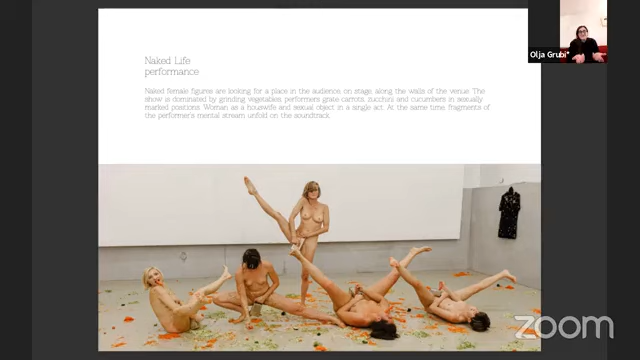 Olja Grubi*
Naked Life
performance
Naked female figures are looking for a place in the audience, on stage, along the walls of the venue. The
show is dominated by grinding vegetables, performers grate carrots, zucchini and cucumbers in sexually
marked positions. Woman as a housewife and sexual object in a single act. At the same time, fragments of
the performer's mental stream unfold on the soundtrack.
zoom